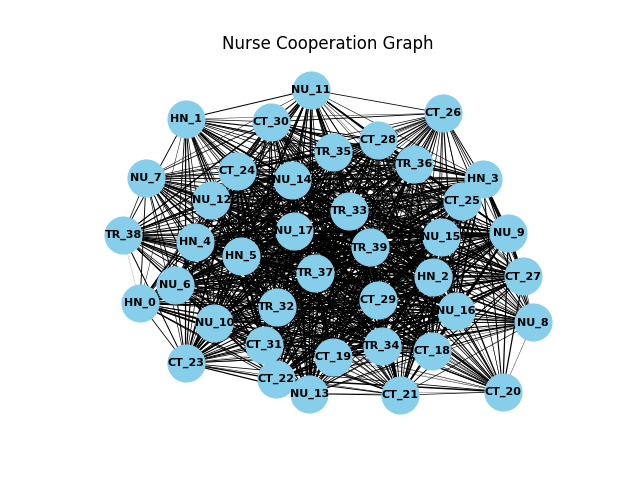 Nurse Cooperation Graph
NU_11
CT_26
HN_1
CT_30
CT_28
TR_35
TR_36
CT_24
NU_7
NU_14
HN_3
NU_12
CT_25
TR_33
NU_17
NU_9
TR_38
NU_15
HN_4
TR_39
HN_5
TR_37
HN_2
CT_27
NU_6
HN_0
CT_29
TR_32
NU_16
NU_10
NU_8
CT_31
TR_34
CT_18
CT_19
CT_23
CT_22
NU_13
CT_21
CT_20